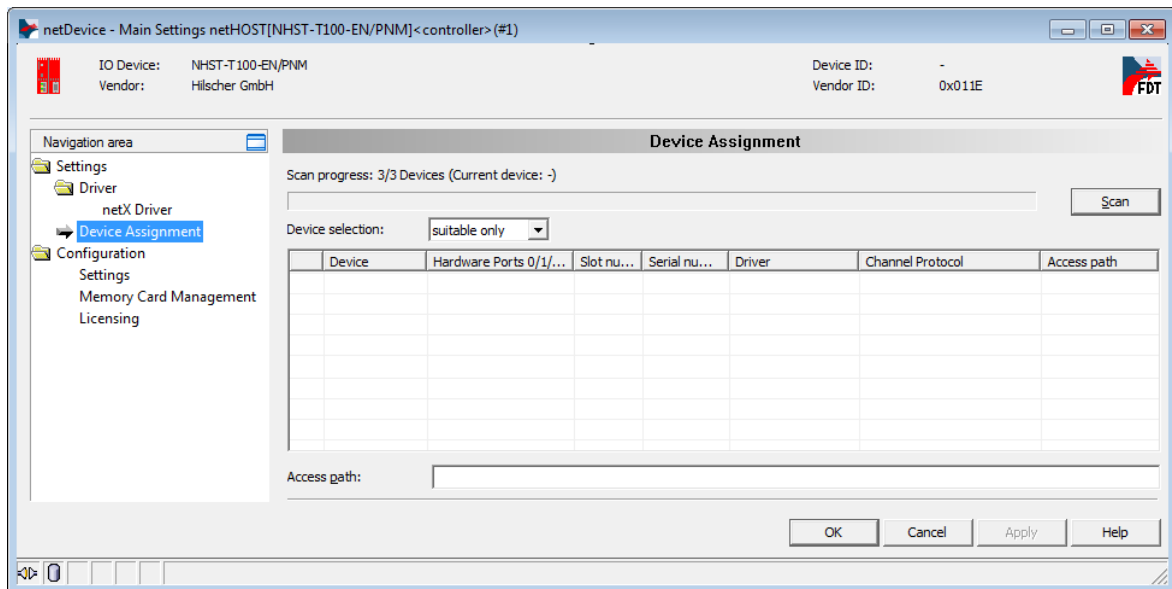 netDevice - Main Settings netHOST[NHST-T100-EN/PNM]<controller>(#1)
IO Device: NHST-T100-EN/PNM Device ID: -
Vendor: Hilscher GmbH Vendor ID: 0x011E
FDT
Navigation area
Settings
Driver
netX Driver
Device Assignment
Configuration
Settings
Memory Card Management
Licensing
Device Assignment
Scan progress: 3/3 Devices (Current device: -)
Scan
Device selection: suitable only
Device Hardware Ports 0/1/... Slot nu... Serial nu... Driver Channel Protocol Access path
Access path:
OK Cancel Apply Help